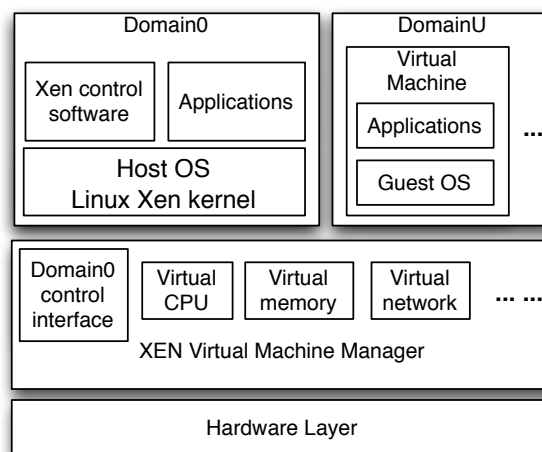 Domain0
Xen control
software
Applications
Host OS
Linux Xen kernel
DomainU
Virtual
Machine
Applications
Guest OS
...
Domain0
control
interface
Virtual
CPU
Virtual
memory
Virtual
network
... ...
XEN Virtual Machine Manager
Hardware Layer